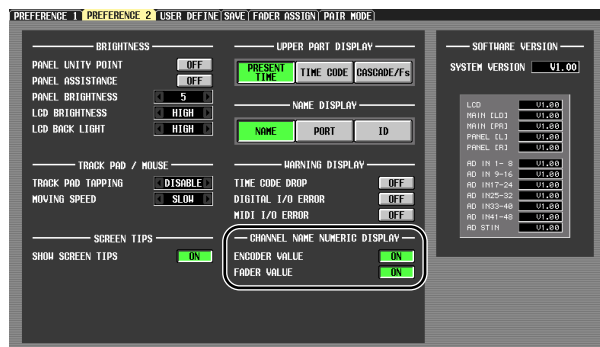 PREFERENCE 1 PREFERENCE 2 USER DEFINE SAVE FADER ASSIGN PAIR MODE
BRIGHTNESS
PANEL UNITY POINT OFF
PANEL ASSISTANCE OFF
PANEL BRIGHTNESS 5
LCD BRIGHTNESS HIGH
LCD BACK LIGHT HIGH
TRACK PAD / MOUSE
TRACK PAD TAPPING DISABLE
MOVING SPEED SLOW
SCREEN TIPS
SHOW SCREEN TIPS ON
UPPER PART DISPLAY
PRESENT TIME TIME CODE CASCADE/Fs
NAME DISPLAY
NAME PORT ID
WARNING DISPLAY
TIME CODE DROP OFF
DIGITAL I/O ERROR OFF
MIDI I/O ERROR OFF
CHANNEL NAME NUMERIC DISPLAY
ENCODER VALUE ON
FADER VALUE ON
SOFTWARE VERSION
SYSTEM VERSION V1.00
LCD V1.00
MAIN [LD] V1.00
MAIN [PR] V1.00
PANEL [L] V1.00
PANEL [R] V1.00
AD IN 1- 8 V1.00
AD IN 9-16 V1.00
AD IN17-24 V1.00
AD IN25-32 V1.00
AD IN33-40 V1.00
AD IN41-48 V1.00
AD STIN V1.00